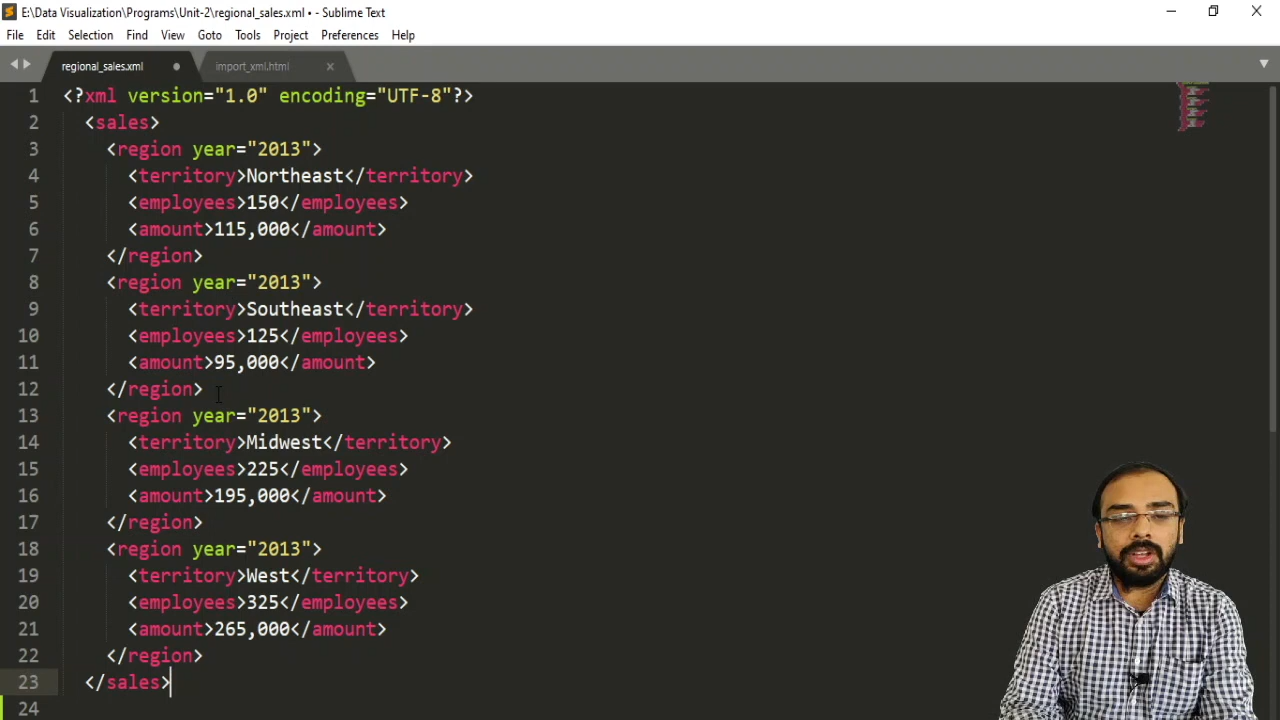 E:\Data Visualization\Programs\Unit-2\regional_sales.xml • - Sublime Text
File Edit Selection Find View Goto Tools Project Preferences Help
regional_sales.xml import_xml.html
1 <?xml version="1.0" encoding="UTF-8"?>
2 <sales>
3 <region year="2013">
4 <territory>Northeast</territory>
5 <employees>150</employees>
6 <amount>115,000</amount>
7 </region>
8 <region year="2013">
9 <territory>Southeast</territory>
10 <employees>125</employees>
11 <amount>95,000</amount>
12 </region>
13 <region year="2013">
14 <territory>Midwest</territory>
15 <employees>225</employees>
16 <amount>195,000</amount>
17 </region>
18 <region year="2013">
19 <territory>West</territory>
20 <employees>325</employees>
21 <amount>265,000</amount>
22 </region>
23 </sales>
24